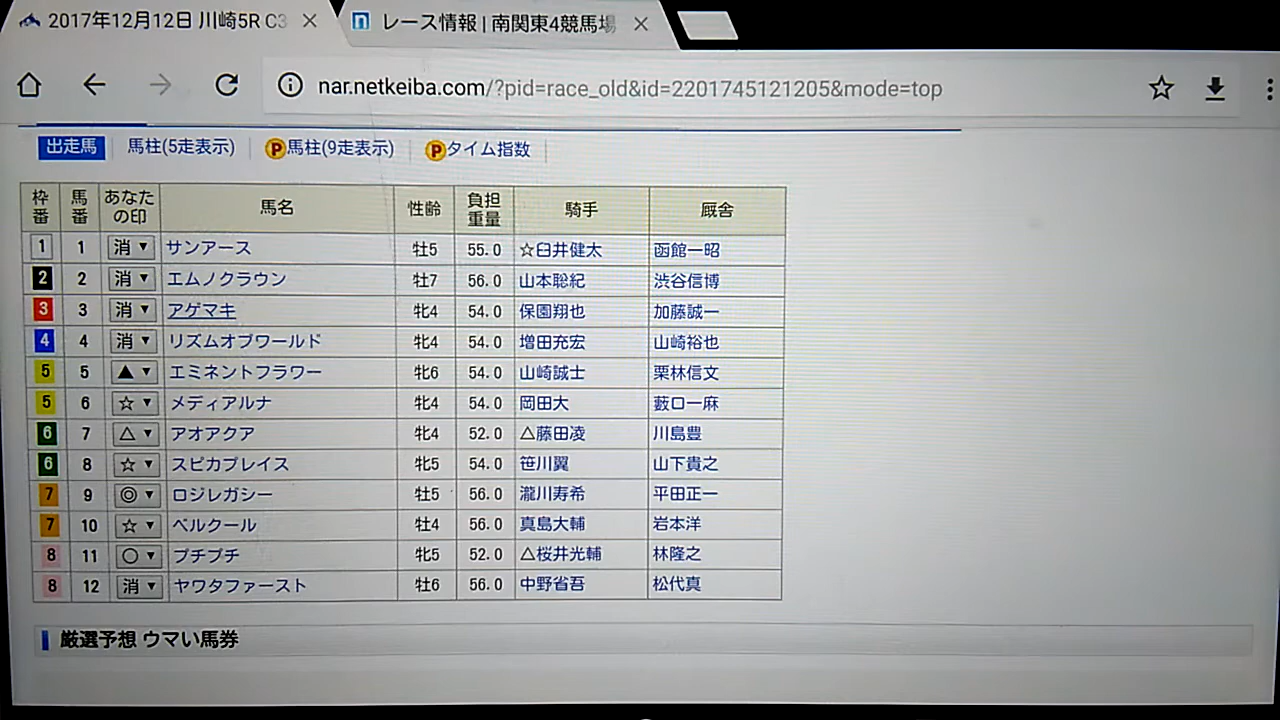 2017年12月12日 川崎5R C3
レース情報 | 南関東4競馬場
nar.netkeiba.com/?pid=race_old&id=2201745121205&mode=top
出走馬 馬柱(5走表示) P馬柱(9走表示) Pタイム指数
枠番 馬番 あなたの印 馬名 性齢 負担重量 騎手 厩舎
1 1 消▼ サンアース 牡5 55.0 ☆臼井健太 函館一昭
2 2 消▼ エムノクラウン 牡7 56.0 山本聡紀 渋谷信博
3 3 消▼ アゲマキ 牝4 54.0 保園翔也 加藤誠一
4 4 消▼ リズムオブワールド 牝4 54.0 増田充宏 山崎裕也
5 5 ▲▼ エミネントフラワー 牝6 54.0 山崎誠士 栗林信文
5 6 ☆▼ メディアルナ 牝4 54.0 岡田大 藪口一麻
6 7 △▼ アオアクア 牝4 52.0 △藤田凌 川島豊
6 8 ☆▼ スピカプレイス 牝5 54.0 笹川翼 山下貴之
7 9 ◎▼ ロジレガシー 牡5 56.0 瀧川寿希 平田正一
7 10 ☆▼ ベルクール 牡4 56.0 真島大輔 岩本洋
8 11 ○▼ プチプチ 牝5 52.0 △桜井光輔 林隆之
8 12 消▼ ヤワタファースト 牡6 56.0 中野省吾 松代真
厳選予想 ウマい馬券